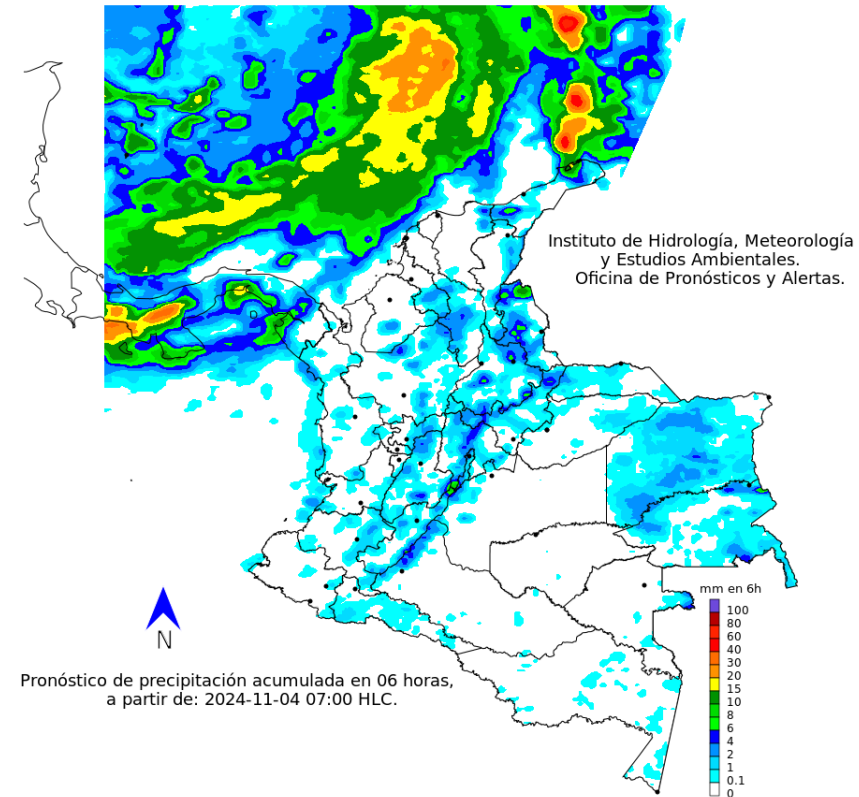 Instituto de Hidrología, Meteorología
y Estudios Ambientales.
Oficina de Pronósticos y Alertas.
mm en 6h
100
80
60
40
30
20
15
10
8
6
4
2
1
0.1
0
N
Pronóstico de precipitación acumulada en 06 horas,
a partir de: 2024-11-04 07:00 HLC.